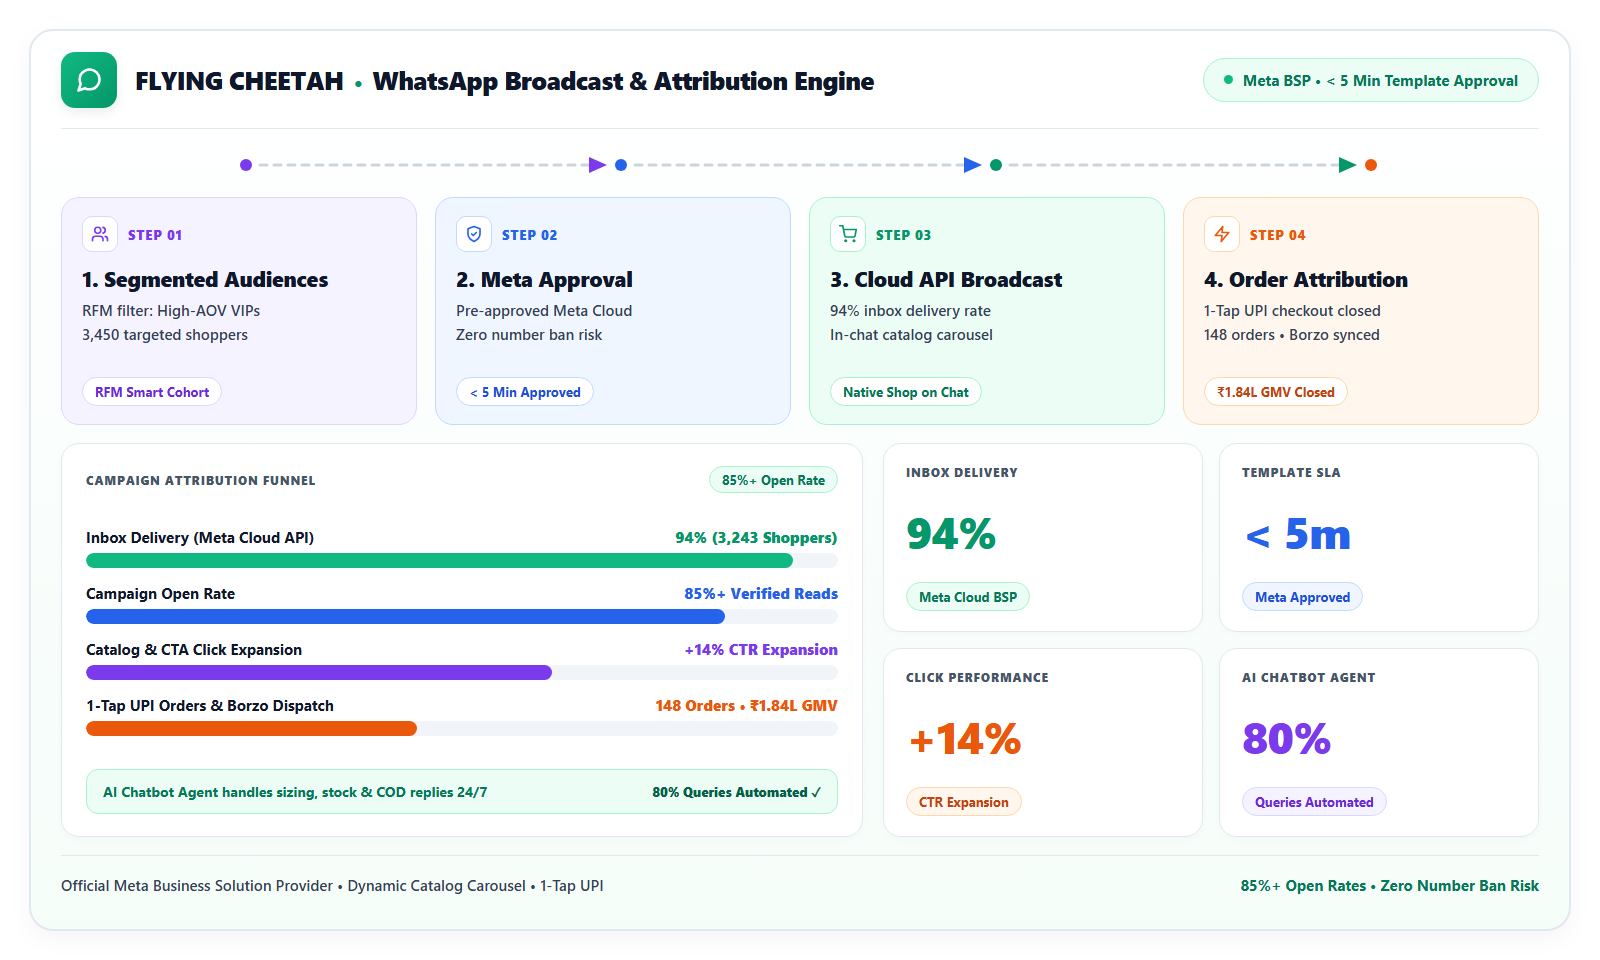 FLYING CHEETAH • WhatsApp Broadcast & Attribution Engine
Meta BSP • < 5 Min Template Approval
STEP 01
1. Segmented Audiences
RFM filter: High-AOV VIPs
3,450 targeted shoppers
RFM Smart Cohort
STEP 02
2. Meta Approval
Pre-approved Meta Cloud
Zero number ban risk
< 5 Min Approved
STEP 03
3. Cloud API Broadcast
94% inbox delivery rate
In-chat catalog carousel
Native Shop on Chat
STEP 04
4. Order Attribution
1-Tap UPI checkout closed
148 orders • Borzo synced
₹1.84L GMV Closed
CAMPAIGN ATTRIBUTION FUNNEL
85%+ Open Rate
Inbox Delivery (Meta Cloud API)
94% (3,243 Shoppers)
Campaign Open Rate
85%+ Verified Reads
Catalog & CTA Click Expansion
+14% CTR Expansion
1-Tap UPI Orders & Borzo Dispatch
148 Orders • ₹1.84L GMV
AI Chatbot Agent handles sizing, stock & COD replies 24/7
80% Queries Automated ✓
INBOX DELIVERY
94%
Meta Cloud BSP
TEMPLATE SLA
< 5m
Meta Approved
CLICK PERFORMANCE
+14%
CTR Expansion
AI CHATBOT AGENT
80%
Queries Automated
Official Meta Business Solution Provider • Dynamic Catalog Carousel • 1-Tap UPI
85%+ Open Rates • Zero Number Ban Risk